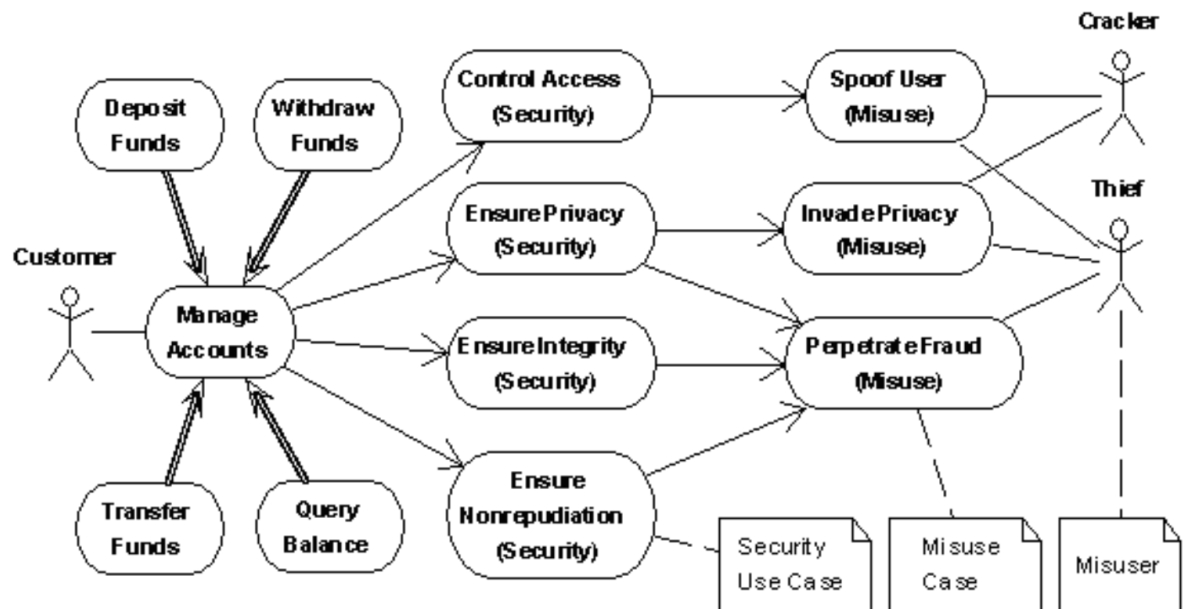 Cracker
Deposit
Funds
Withdraw
Funds
Control Access
(Security)
Spoof User
(Misuse)
Thief
Ensure Privacy
(Security)
Invade Privacy
(Misuse)
Customer
Manage
Accounts
Ensure Integrity
(Security)
Perpetrate Fraud
(Misuse)
Transfer
Funds
Query
Balance
Ensure
Nonrepudiation
(Security)
Security
Use Case
Misuse
Case
Misuser